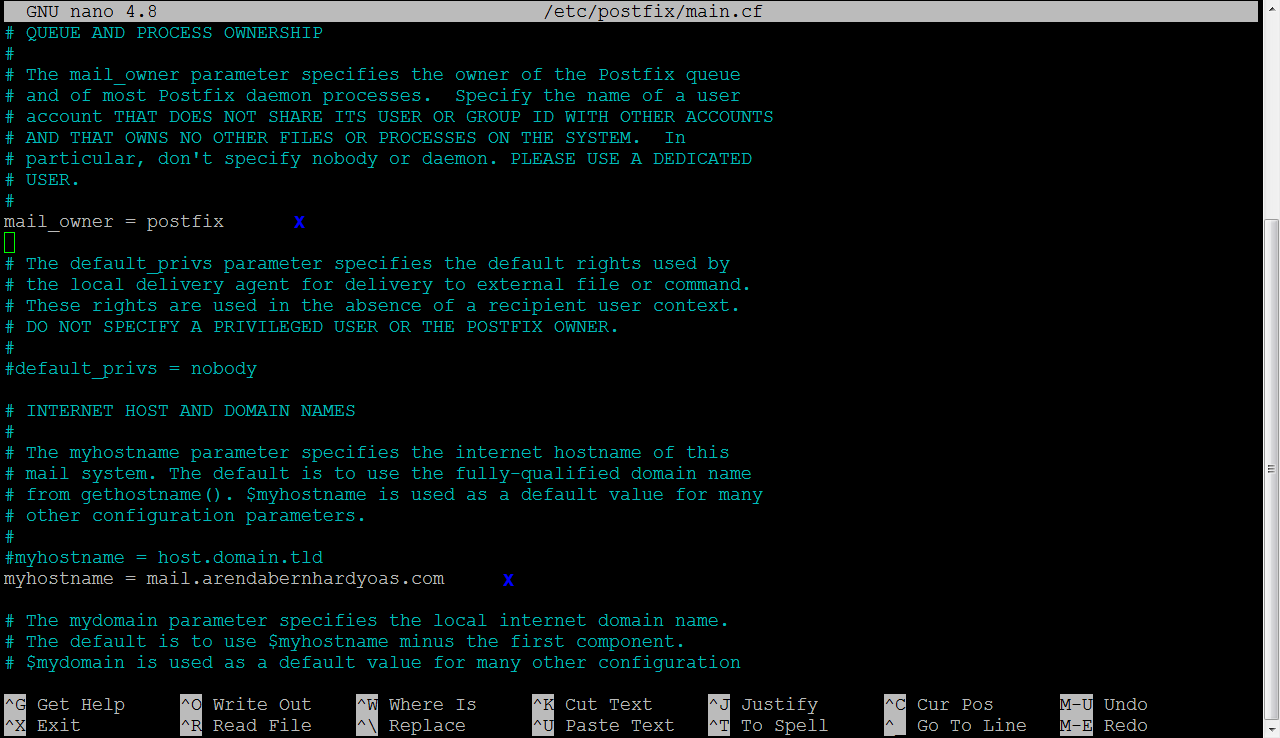 GNU nano 4.8 /etc/postfix/main.cf
# QUEUE AND PROCESS OWNERSHIP
#
# The mail_owner parameter specifies the owner of the Postfix queue
# and of most Postfix daemon processes.  Specify the name of a user
# account THAT DOES NOT SHARE ITS USER OR GROUP ID WITH OTHER ACCOUNTS
# AND THAT OWNS NO OTHER FILES OR PROCESSES ON THE SYSTEM.  In
# particular, don't specify nobody or daemon. PLEASE USE A DEDICATED
# USER.
#
mail_owner = postfix x
# The default_privs parameter specifies the default rights used by
# the local delivery agent for delivery to external file or command.
# These rights are used in the absence of a recipient user context.
# DO NOT SPECIFY A PRIVILEGED USER OR THE POSTFIX OWNER.
#
#default_privs = nobody
# INTERNET HOST AND DOMAIN NAMES
#
# The myhostname parameter specifies the internet hostname of this
# mail system. The default is to use the fully-qualified domain name
# from gethostname(). $myhostname is used as a default value for many
# other configuration parameters.
#
#myhostname = host.domain.tld
myhostname = mail.arendabernhardyoas.com x
# The mydomain parameter specifies the local internet domain name.
# The default is to use $myhostname minus the first component.
# $mydomain is used as a default value for many other configuration
^G Get Help ^O Write Out ^W Where Is ^K Cut Text ^J Justify ^C Cur Pos M-U Undo
^X Exit ^R Read File ^\ Replace ^U Paste Text ^T To Spell ^_ Go To Line M-E Redo